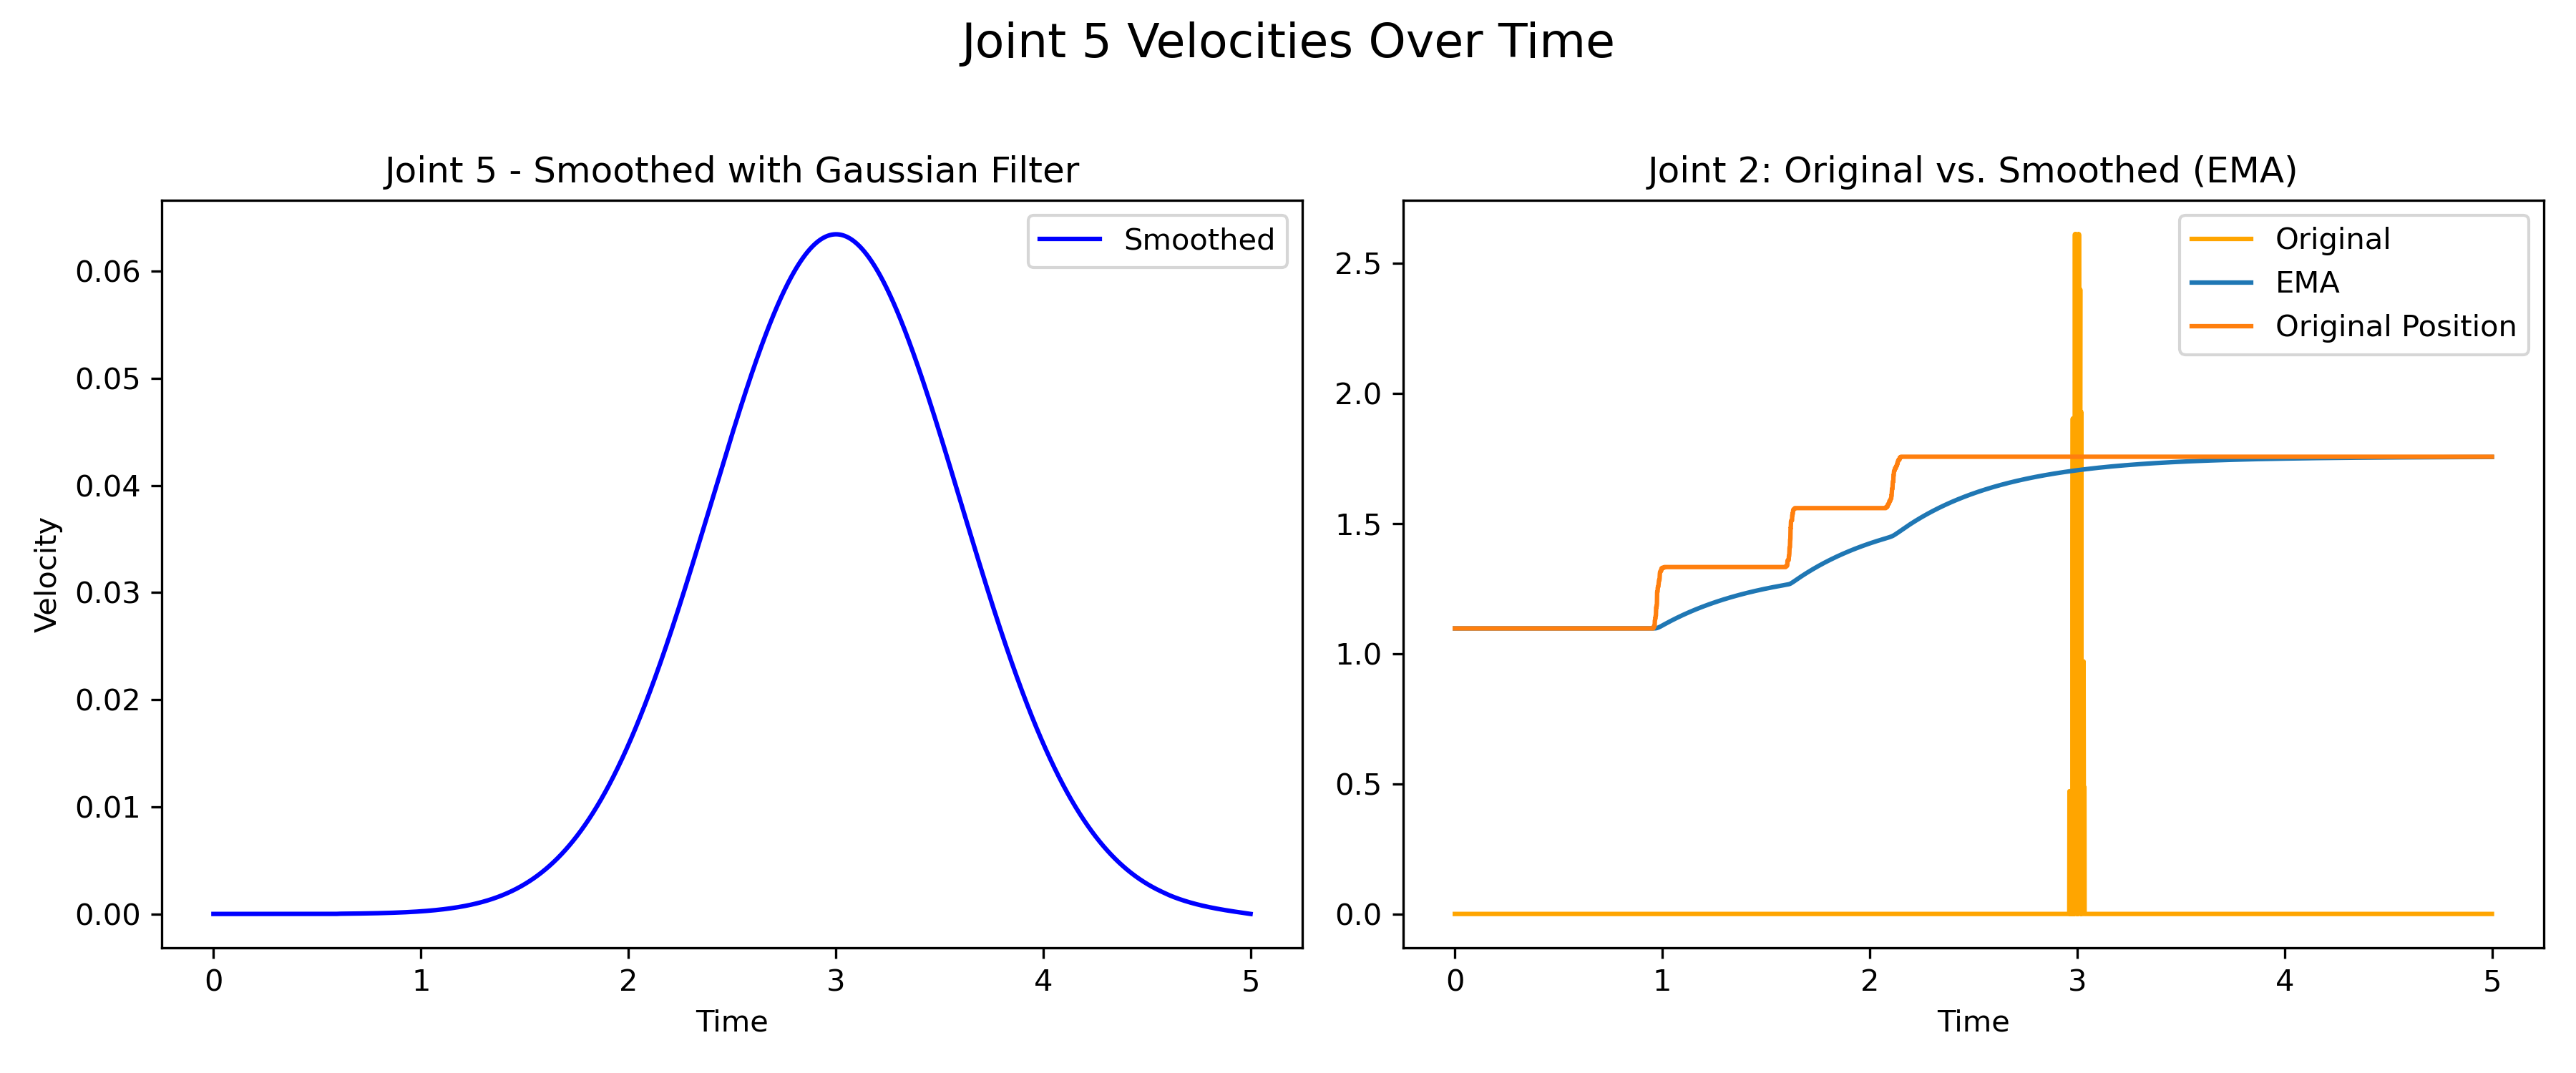 Joint 5 Velocities Over Time
Joint 5 - Smoothed with Gaussian Filter
Smoothed
0.06
0.05
0.04
0.03
0.02
0.01
0.00
Velocity
0 1 2 3 4 5
Time
Joint 2: Original vs. Smoothed (EMA)
Original
EMA
Original Position
2.5
2.0
1.5
1.0
0.5
0.0
0 1 2 3 4 5
Time